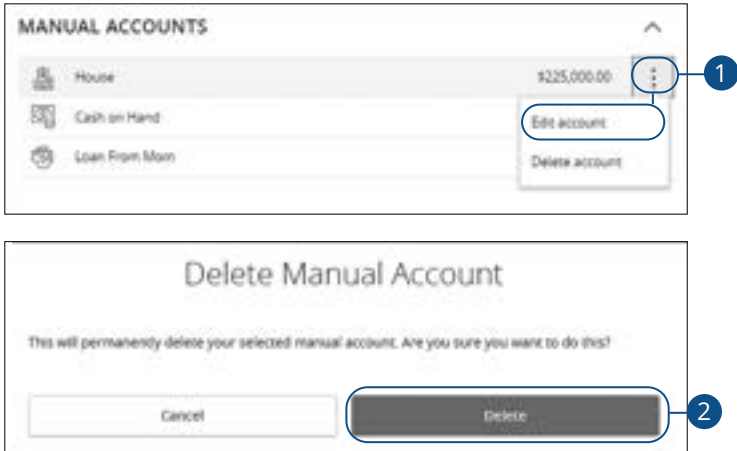 MANUAL ACCOUNTS
House $225,000.00
1
Cash on Hand
Edit account
Loan From Mom
Delete account
Delete Manual Account
This will permanently delete your selected manual account. Are you sure you want to do this?
Cancel Delete
2